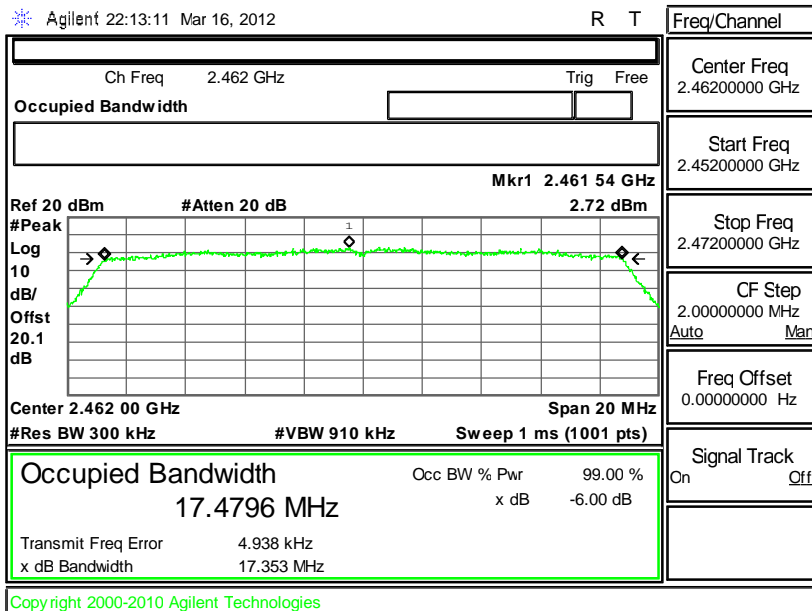 Agilent 22:13:11 Mar 16, 2012 R T
Ch Freq 2.462 GHz Trig Free
Occupied Bandwidth
Mkr1 2.461 54 GHz
Ref 20 dBm #Atten 20 dB 2.72 dBm
#Peak
Log
10
dB/
Offst
20.1
dB
1
Center 2.462 00 GHz Span 20 MHz
#Res BW 300 kHz #VBW 910 kHz Sweep 1 ms (1001 pts)
Occupied Bandwidth
17.4796 MHz
Occ BW % Pwr 99.00 %
x dB -6.00 dB
Transmit Freq Error 4.938 kHz
x dB Bandwidth 17.353 MHz
Freq/Channel
Center Freq
2.46200000 GHz
Start Freq
2.45200000 GHz
Stop Freq
2.47200000 GHz
CF Step
2.00000000 MHz
Auto Man
Freq Offset
0.00000000 Hz
Signal Track
On Off
Copyright 2000-2010 Agilent Technologies